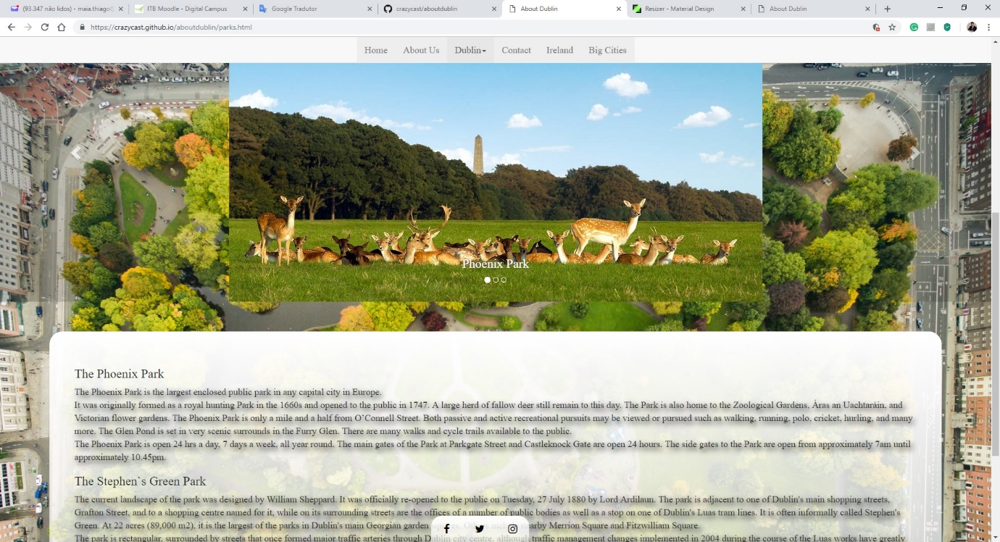 (93.347 não lidos) - maia.thiago
ITB Moodle - Digital Campus
Google Tradutor
crazycast/aboutdublin
About Dublin
Resizer - Material Design
About Dublin
https://crazycast.github.io/aboutdublin/parks.html
Home About Us Dublin Contact Ireland Big Cities
Phoenix Park
The Phoenix Park
The Phoenix Park is the largest enclosed public park in any capital city in Europe.
It was originally formed as a royal hunting Park in the 1660s and opened to the public in 1747. A large herd of fallow deer still remain to this day. The Park is also home to the Zoological Gardens, Áras an Uachtaráin, and
Victorian flower gardens. The Phoenix Park is only a mile and a half from O’Connell Street. Both passive and active recreational pursuits may be viewed or pursued such as walking, running, polo, cricket, hurling, and many
more. The Glen Pond is set in very scenic surrounds in the Furry Glen. There are many walks and cycle trails available to the public.
The Phoenix Park is open 24 hrs a day, 7 days a week, all year round. The main gates of the Park at Parkgate Street and Castleknock Gate are open 24 hours. The side gates to the Park are open from approximately 7am until
approximately 10.45pm.
The Stephen`s Green Park
The current landscape of the park was designed by William Sheppard. It was officially re-opened to the public on Tuesday, 27 July 1880 by Lord Ardilaun. The park is adjacent to one of Dublin's main shopping streets,
Grafton Street, and to a shopping centre named for it, while on its surrounding streets are the offices of a number of public bodies as well as a stop on one of Dublin's Luas tram lines. It is often informally called Stephen's
Green. At 22 acres (89,000 m2), it is the largest of the parks in Dublin's main Georgian garden nearby Merrion Square and Fitzwilliam Square.
The park is rectangular, surrounded by streets that once formed major traffic arteries through Dublin city centre, although traffic management changes implemented in 2004 during the course of the Luas works have greatly